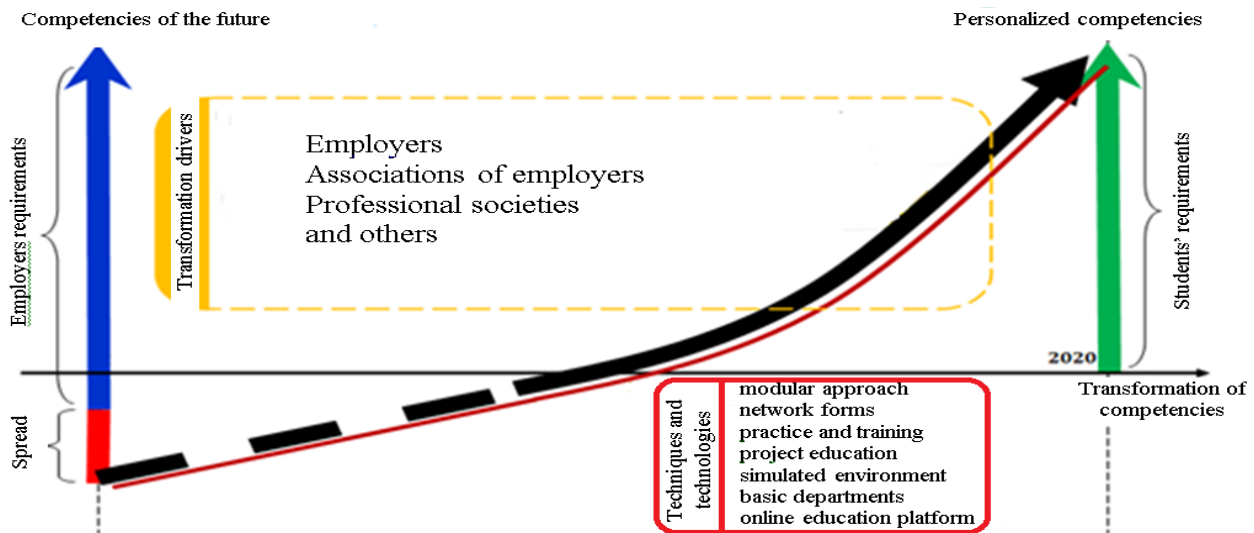 Competencies of the future
Personalized competencies
Employers requirements
Transformation drivers
Employers
Associations of employers
Professional societies
and others
Students' requirements
2020
Transformation of
competencies
Spread
Techniques and
technologies
modular approach
network forms
practice and training
project education
simulated environment
basic departments
online education platform